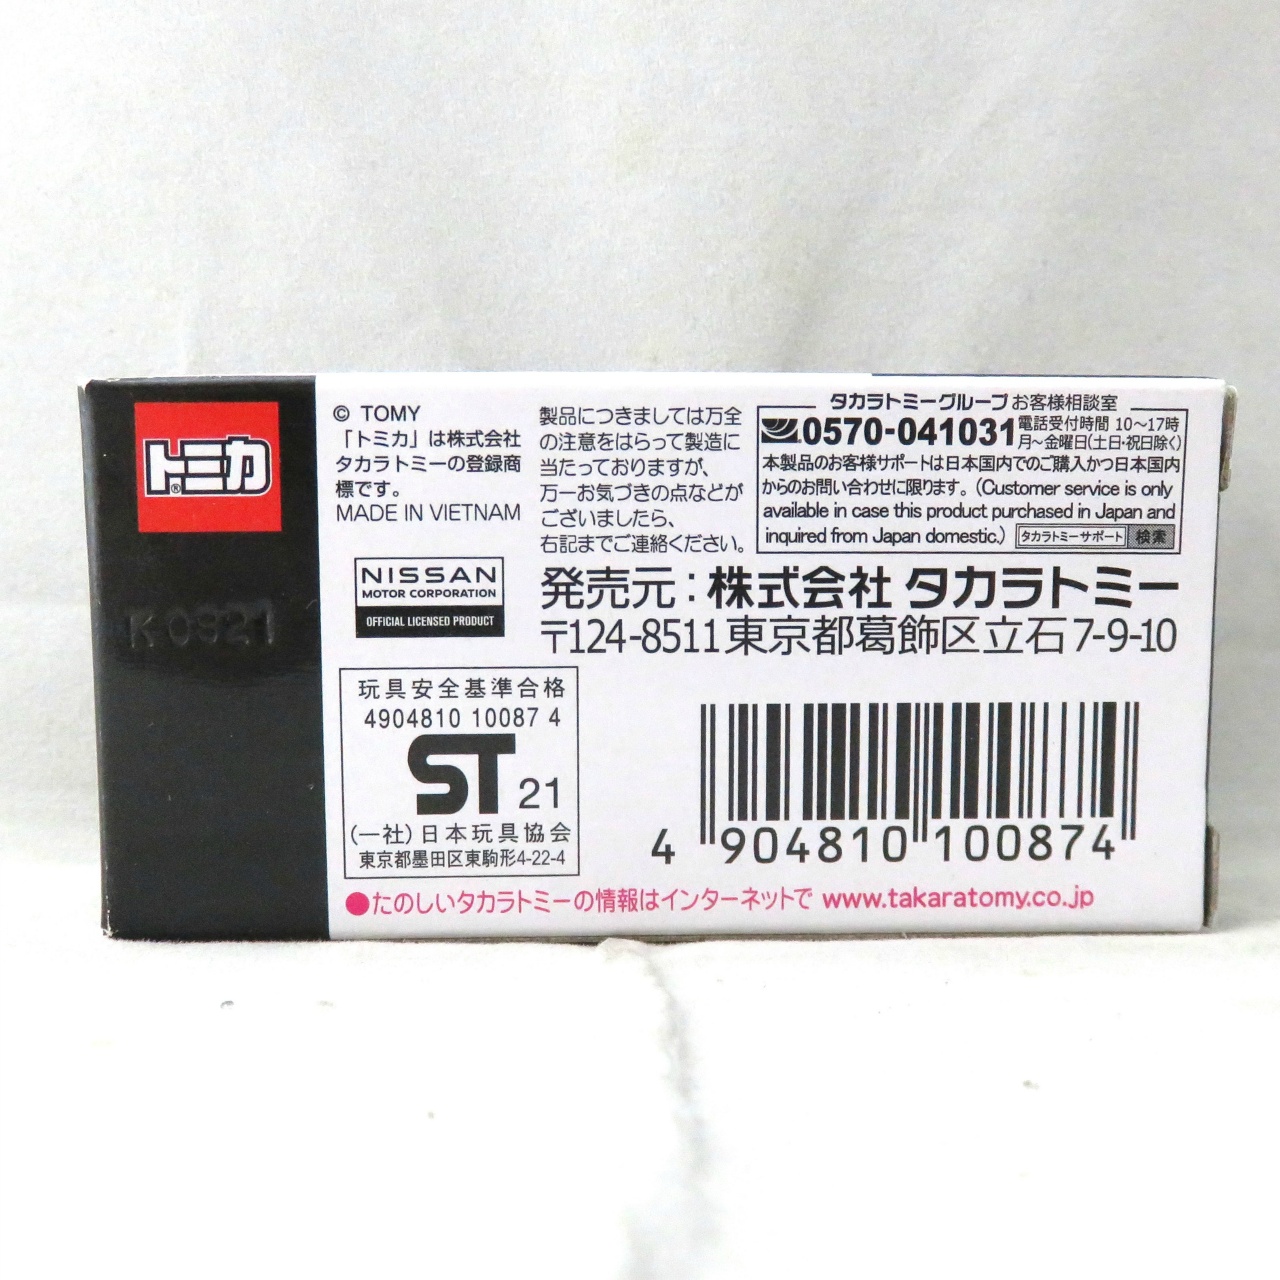 トミカ®
K 0321
© TOMY
「トミカ」は株式会社
タカラトミーの登録商
標です。
MADE IN VIETNAM
NISSAN
MOTOR CORPORATION
OFFICIAL LICENSED PRODUCT
製品につきましては万全
の注意をはらって製造に
当たっておりますが、
万一お気づきの点などが
ございましたら、
右記までご連絡ください。
タカラトミーグループ お客様相談室
0570-041031 電話受付時間 10〜17時
月〜金曜日(土日・祝日除く)
本製品のお客様サポートは日本国内でのご購入かつ日本国内
からのお問い合わせに限ります。(Customer service is only
available in case this product purchased in Japan and
inquired from Japan domestic.) タカラトミーサポート 検索
発売元：株式会社 タカラトミー
〒124-8511 東京都葛飾区立石 7-9-10
玩具安全基準合格
4904810 10087 4
ST 21
(一社)日本玩具協会
東京都墨田区東駒形4-22-4
4 904810 100874
●たのしいタカラトミーの情報はインターネットで www.takaratomy.co.jp